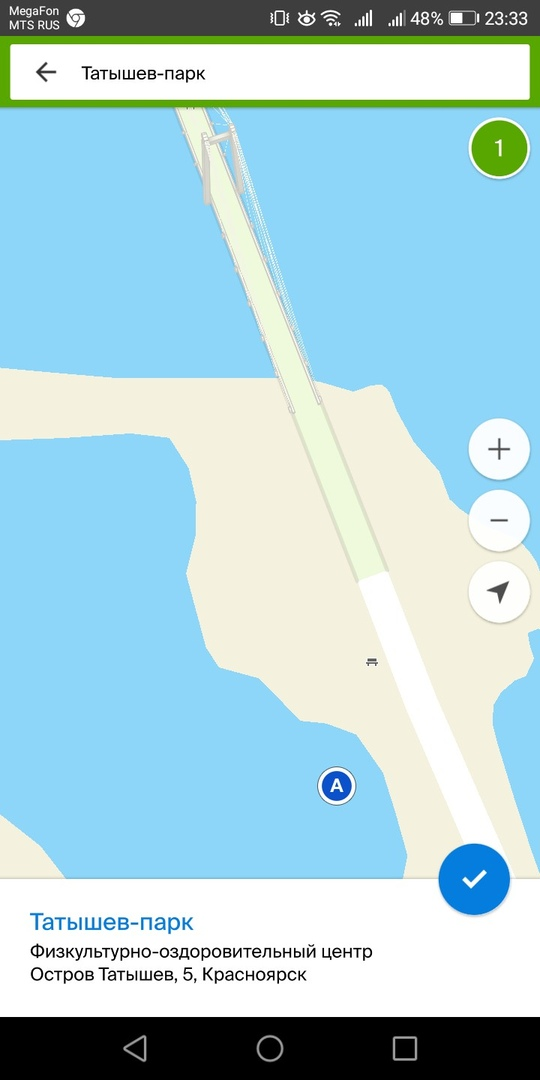 MegaFon
MTS RUS
48%
23:33
Татышев-парк
1
A
Татышев-парк
Физкультурно-оздоровительный центр
Остров Татышев, 5, Красноярск